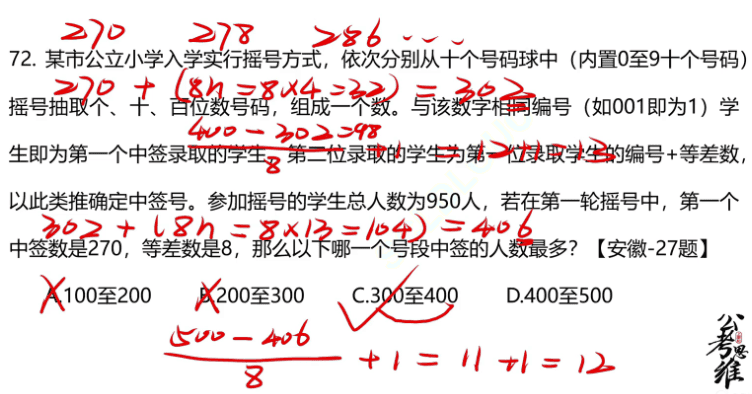 270 278 286 ...
72. 某市公立小学入学实行摇号方式，依次分别从十个号码球中（内置0至9十个号码）
270 + (8n = 8×4 = 32) = 302
摇号抽取个、十、百位数号码，组成一个数。与该数字相同编号（如001即为1）学
400 - 302 = 98
8
+1 = 12+1 = 13
生即为第一个中签录取的学生，第二位录取的学生为第一位录取学生的编号+等差数，
以此类推确定中签号。参加摇号的学生总人数为950人，若在第一轮摇号中，第一个
302 + (8n = 8×13 = 104) = 406
中签数是270，等差数是8，那么以下哪一个号段中签的人数最多？【安徽-27题】
A.100至200 B.200至300 C.300至400 D.400至500
500 - 406
8
+1 = 11 +1 = 12
公考思维